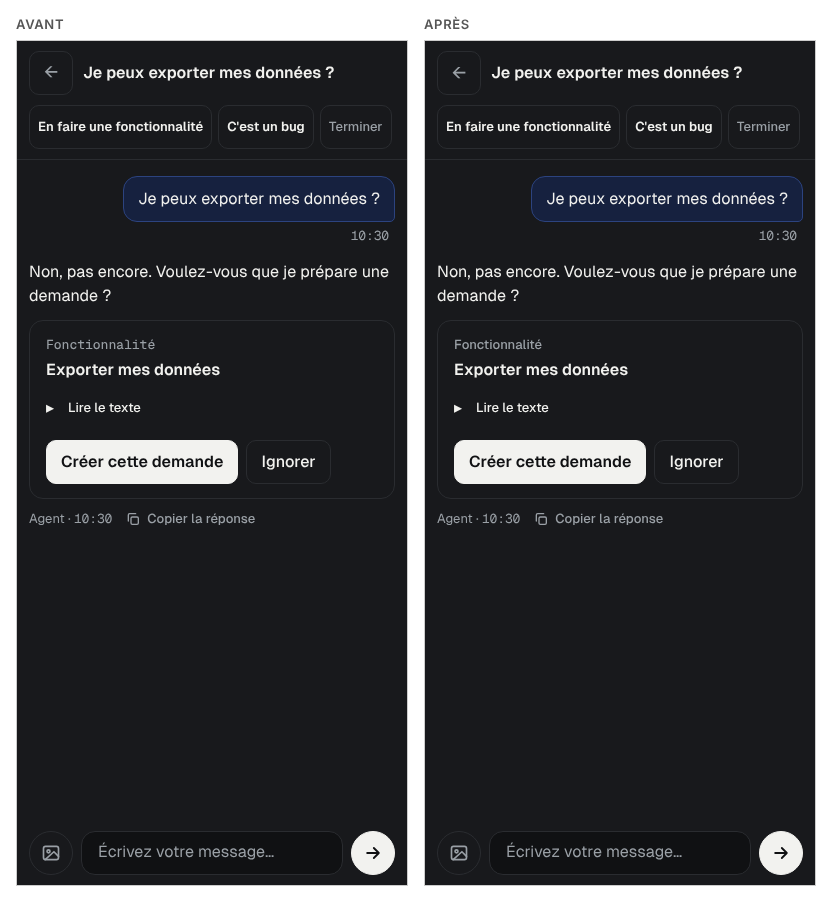 AVANT
Je peux exporter mes données ?
En faire une fonctionnalité
C'est un bug
Terminer
Je peux exporter mes données ?
10:30
Non, pas encore. Voulez-vous que je prépare une
demande ?
Fonctionnalité
Exporter mes données
Lire le texte
Créer cette demande
Ignorer
Agent · 10:30
Copier la réponse
Écrivez votre message...
APRÈS
Je peux exporter mes données ?
En faire une fonctionnalité
C'est un bug
Terminer
Je peux exporter mes données ?
10:30
Non, pas encore. Voulez-vous que je prépare une
demande ?
Fonctionnalité
Exporter mes données
Lire le texte
Créer cette demande
Ignorer
Agent · 10:30
Copier la réponse
Écrivez votre message...